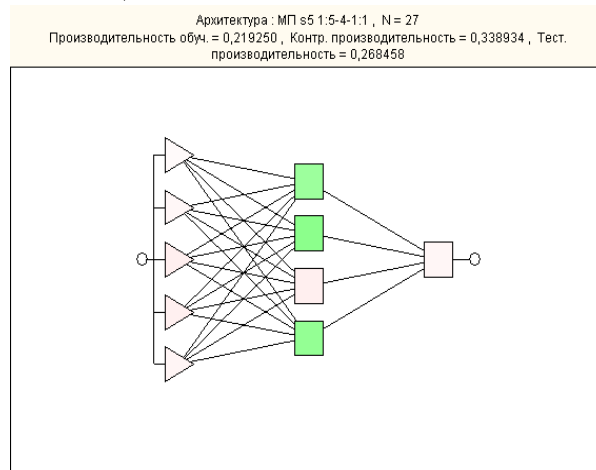 Архитектура : МП s5 1:5-4-1:1 , N = 27
Производительность обуч. = 0,219250 , Контр. производительность = 0,338934 , Тест.
производительность = 0,268458